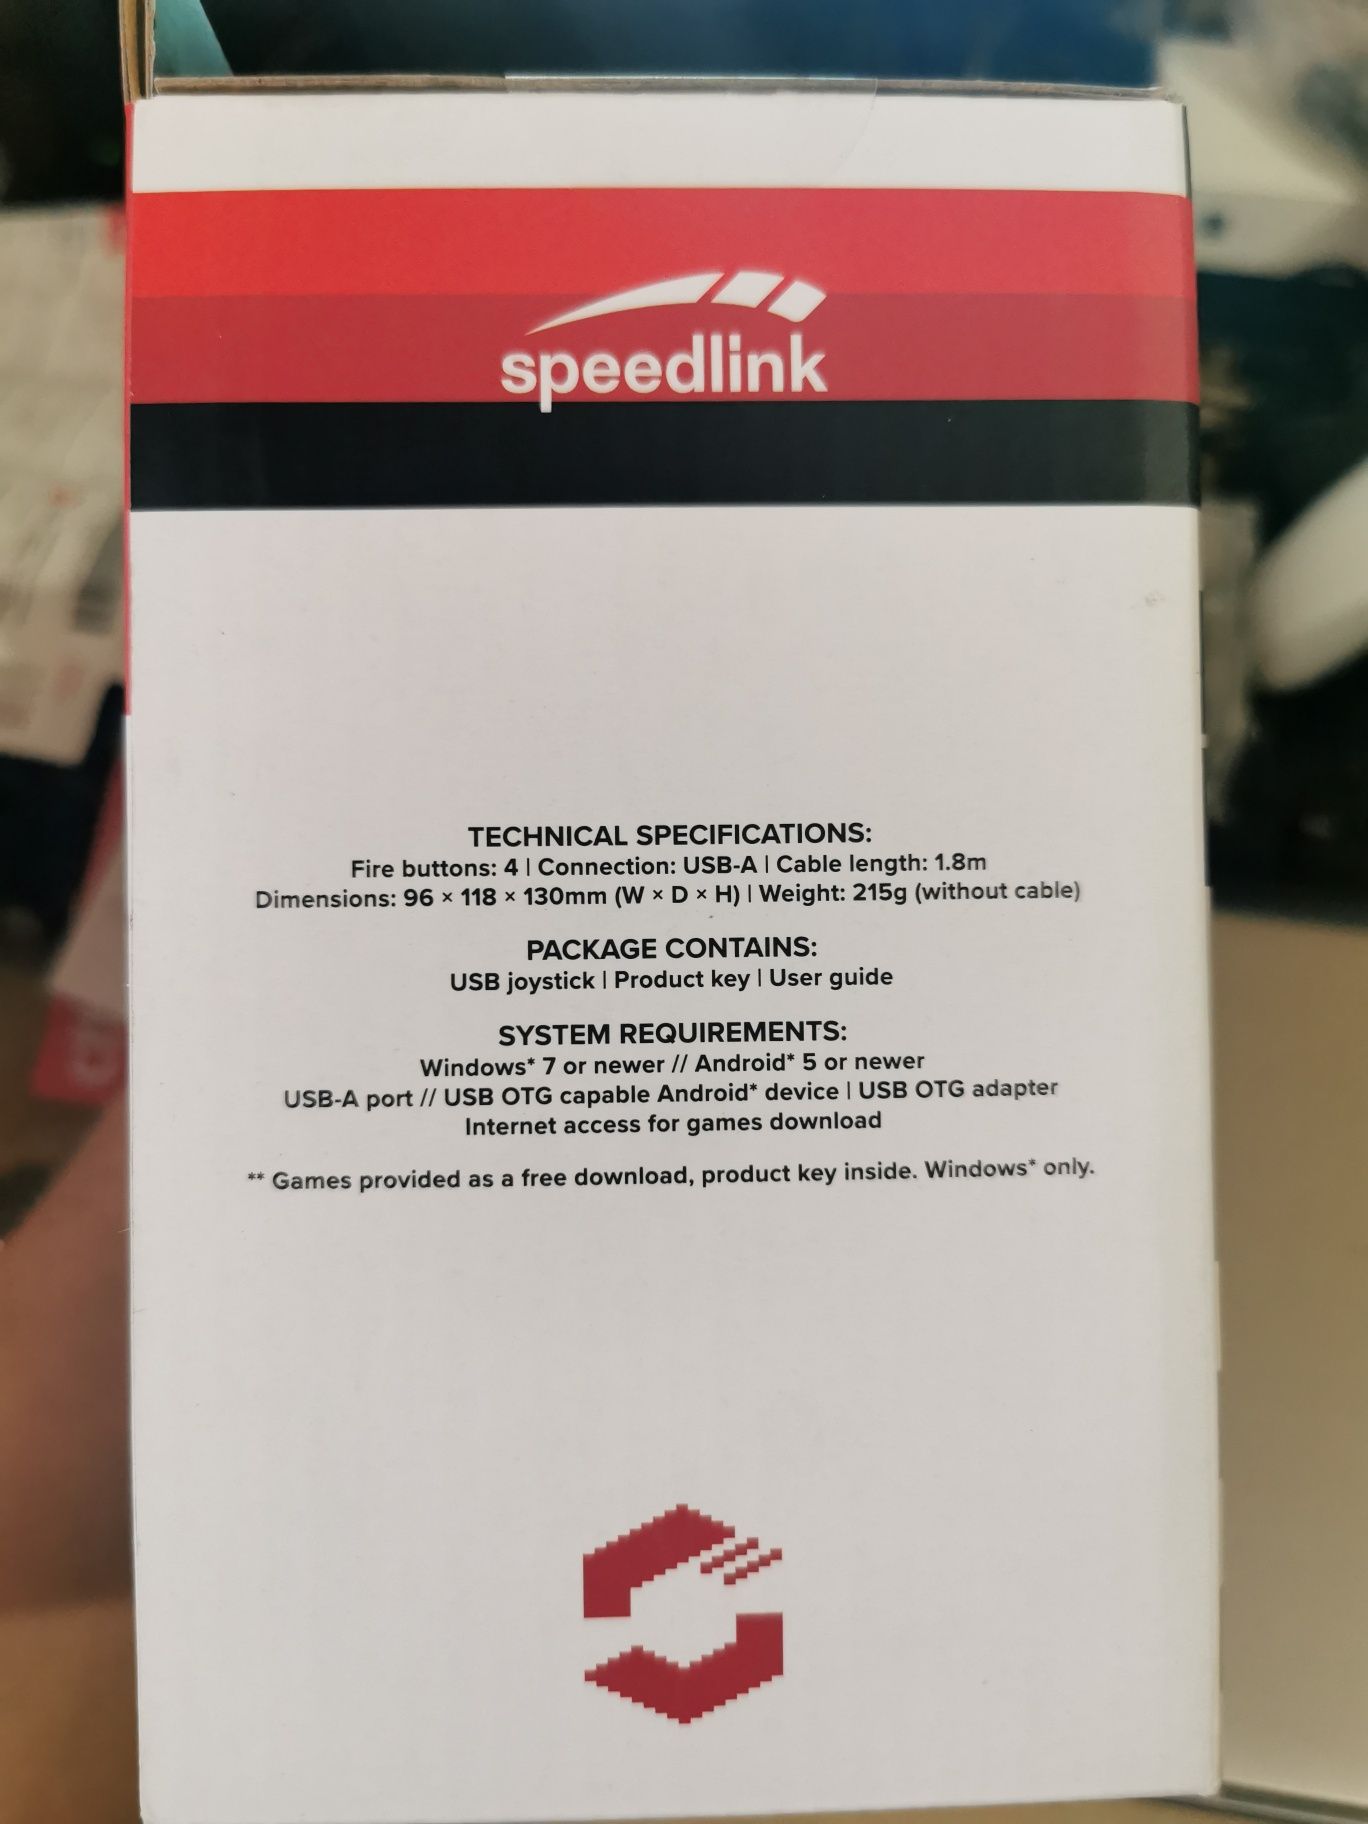 speedlink
TECHNICAL SPECIFICATIONS:
Fire buttons: 4 | Connection: USB-A | Cable length: 1.8m
Dimensions: 96 × 118 × 130mm (W × D × H) | Weight: 215g (without cable)
PACKAGE CONTAINS:
USB joystick | Product key | User guide
SYSTEM REQUIREMENTS:
Windows* 7 or newer // Android* 5 or newer
USB-A port // USB OTG capable Android* device | USB OTG adapter
Internet access for games download
** Games provided as a free download, product key inside. Windows* only.